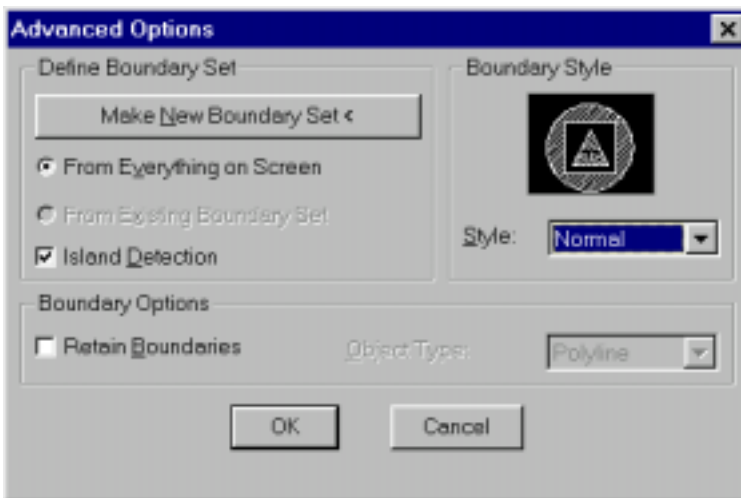 Advanced Options
Define Boundary Set
Make New Boundary Set <
From Everything on Screen
From Existing Boundary Set
Island Detection
Boundary Style
Style: Normal
Boundary Options
Retain Boundaries Object Type: Polyline
OK Cancel